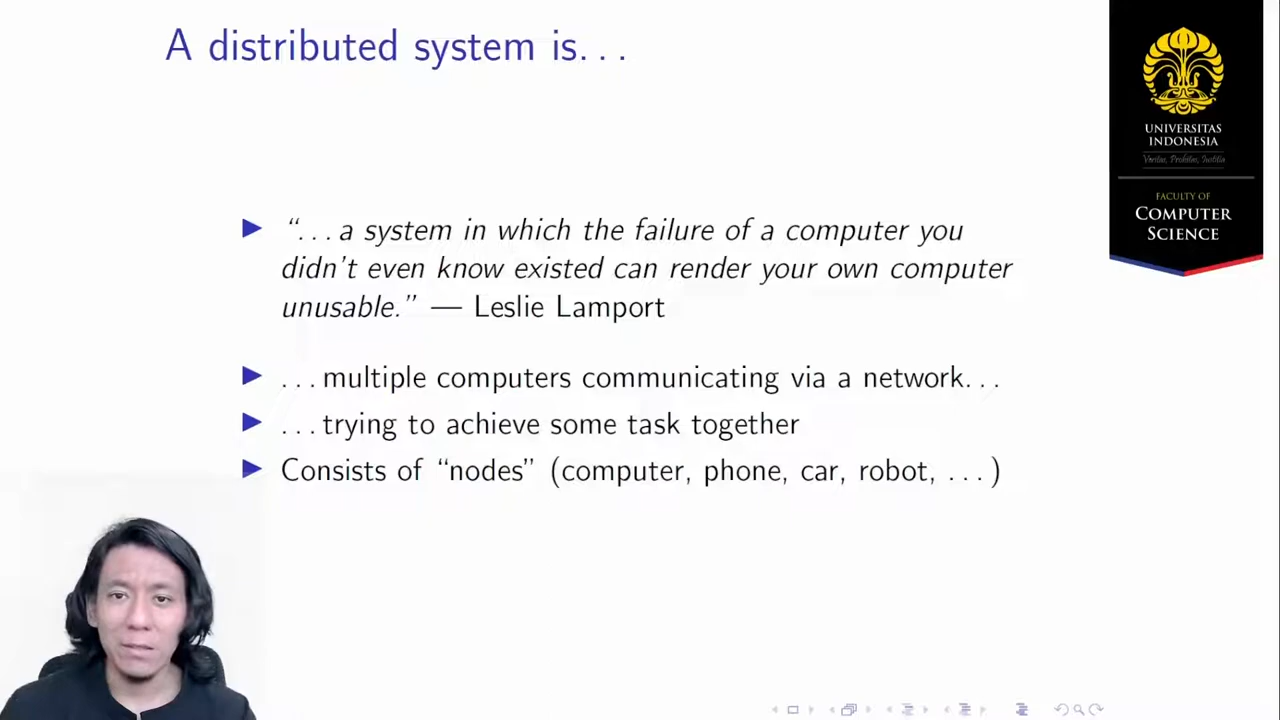 A distributed system is. . .
UNIVERSITAS
INDONESIA
Veritas, Probitas, Iustitia
FACULTY OF
COMPUTER
SCIENCE
“. . . a system in which the failure of a computer you
didn’t even know existed can render your own computer
unusable.” — Leslie Lamport
. . . multiple computers communicating via a network. . .
. . . trying to achieve some task together
Consists of “nodes” (computer, phone, car, robot, . . . )